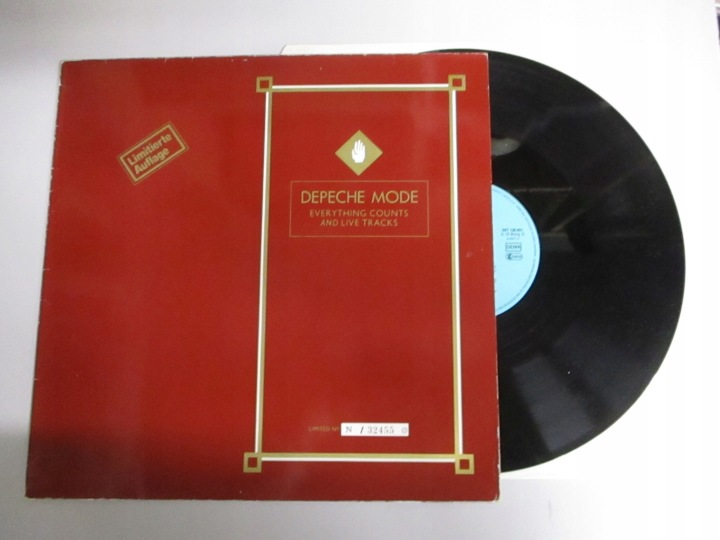 Limitierte
Auflage
DEPECHE MODE
EVERYTHING COUNTS
AND LIVE TRACKS
LIMITED Nº
N / 32455